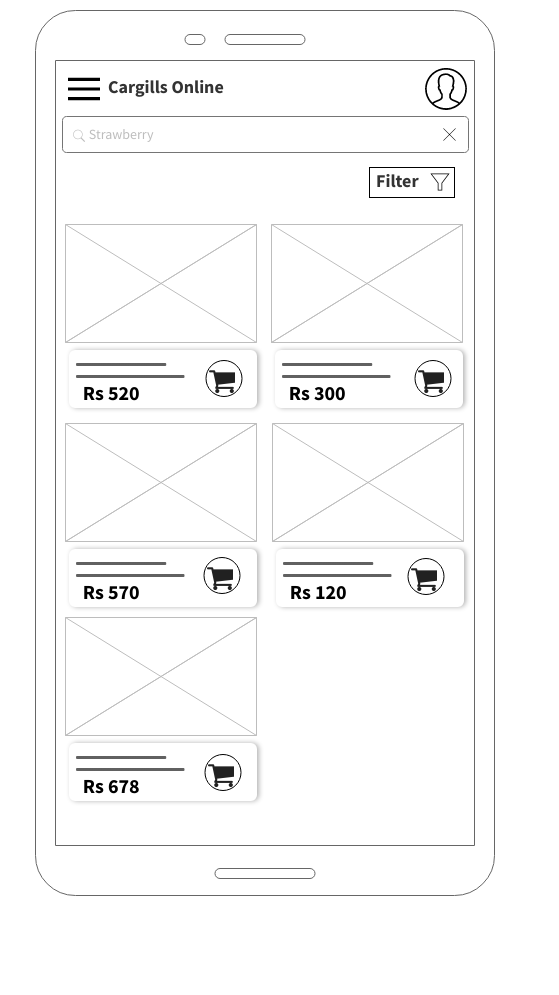 Cargills Online
Strawberry
Filter
Rs 520
Rs 300
Rs 570
Rs 120
Rs 678